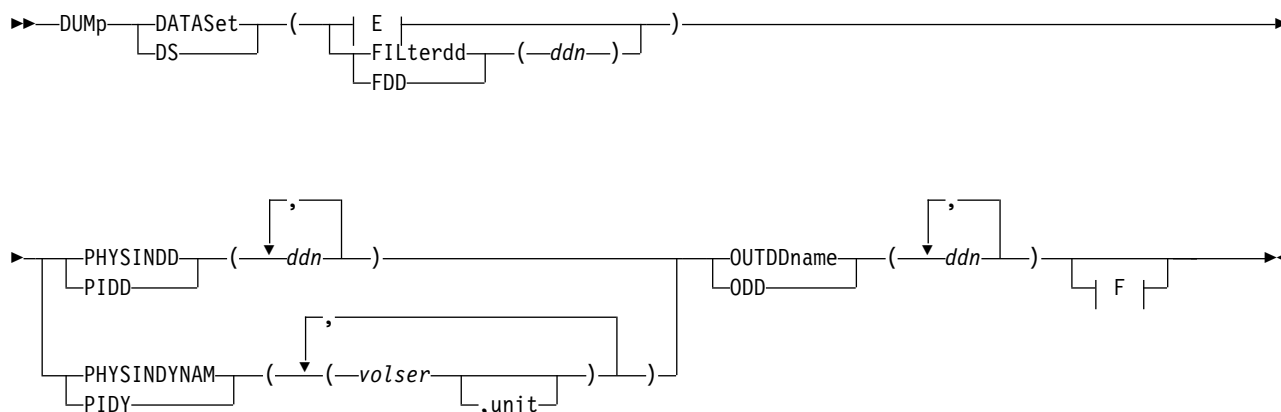 DUMp DATASet ( E )
DS FILterdd ( ddn )
FDD
, ,
PHYSINDD ( ddn ) OUTDDname ( ddn )
PIDD ODD F
,
PHYSINDYNAM ( ( volser ) )
PIDY ,unit